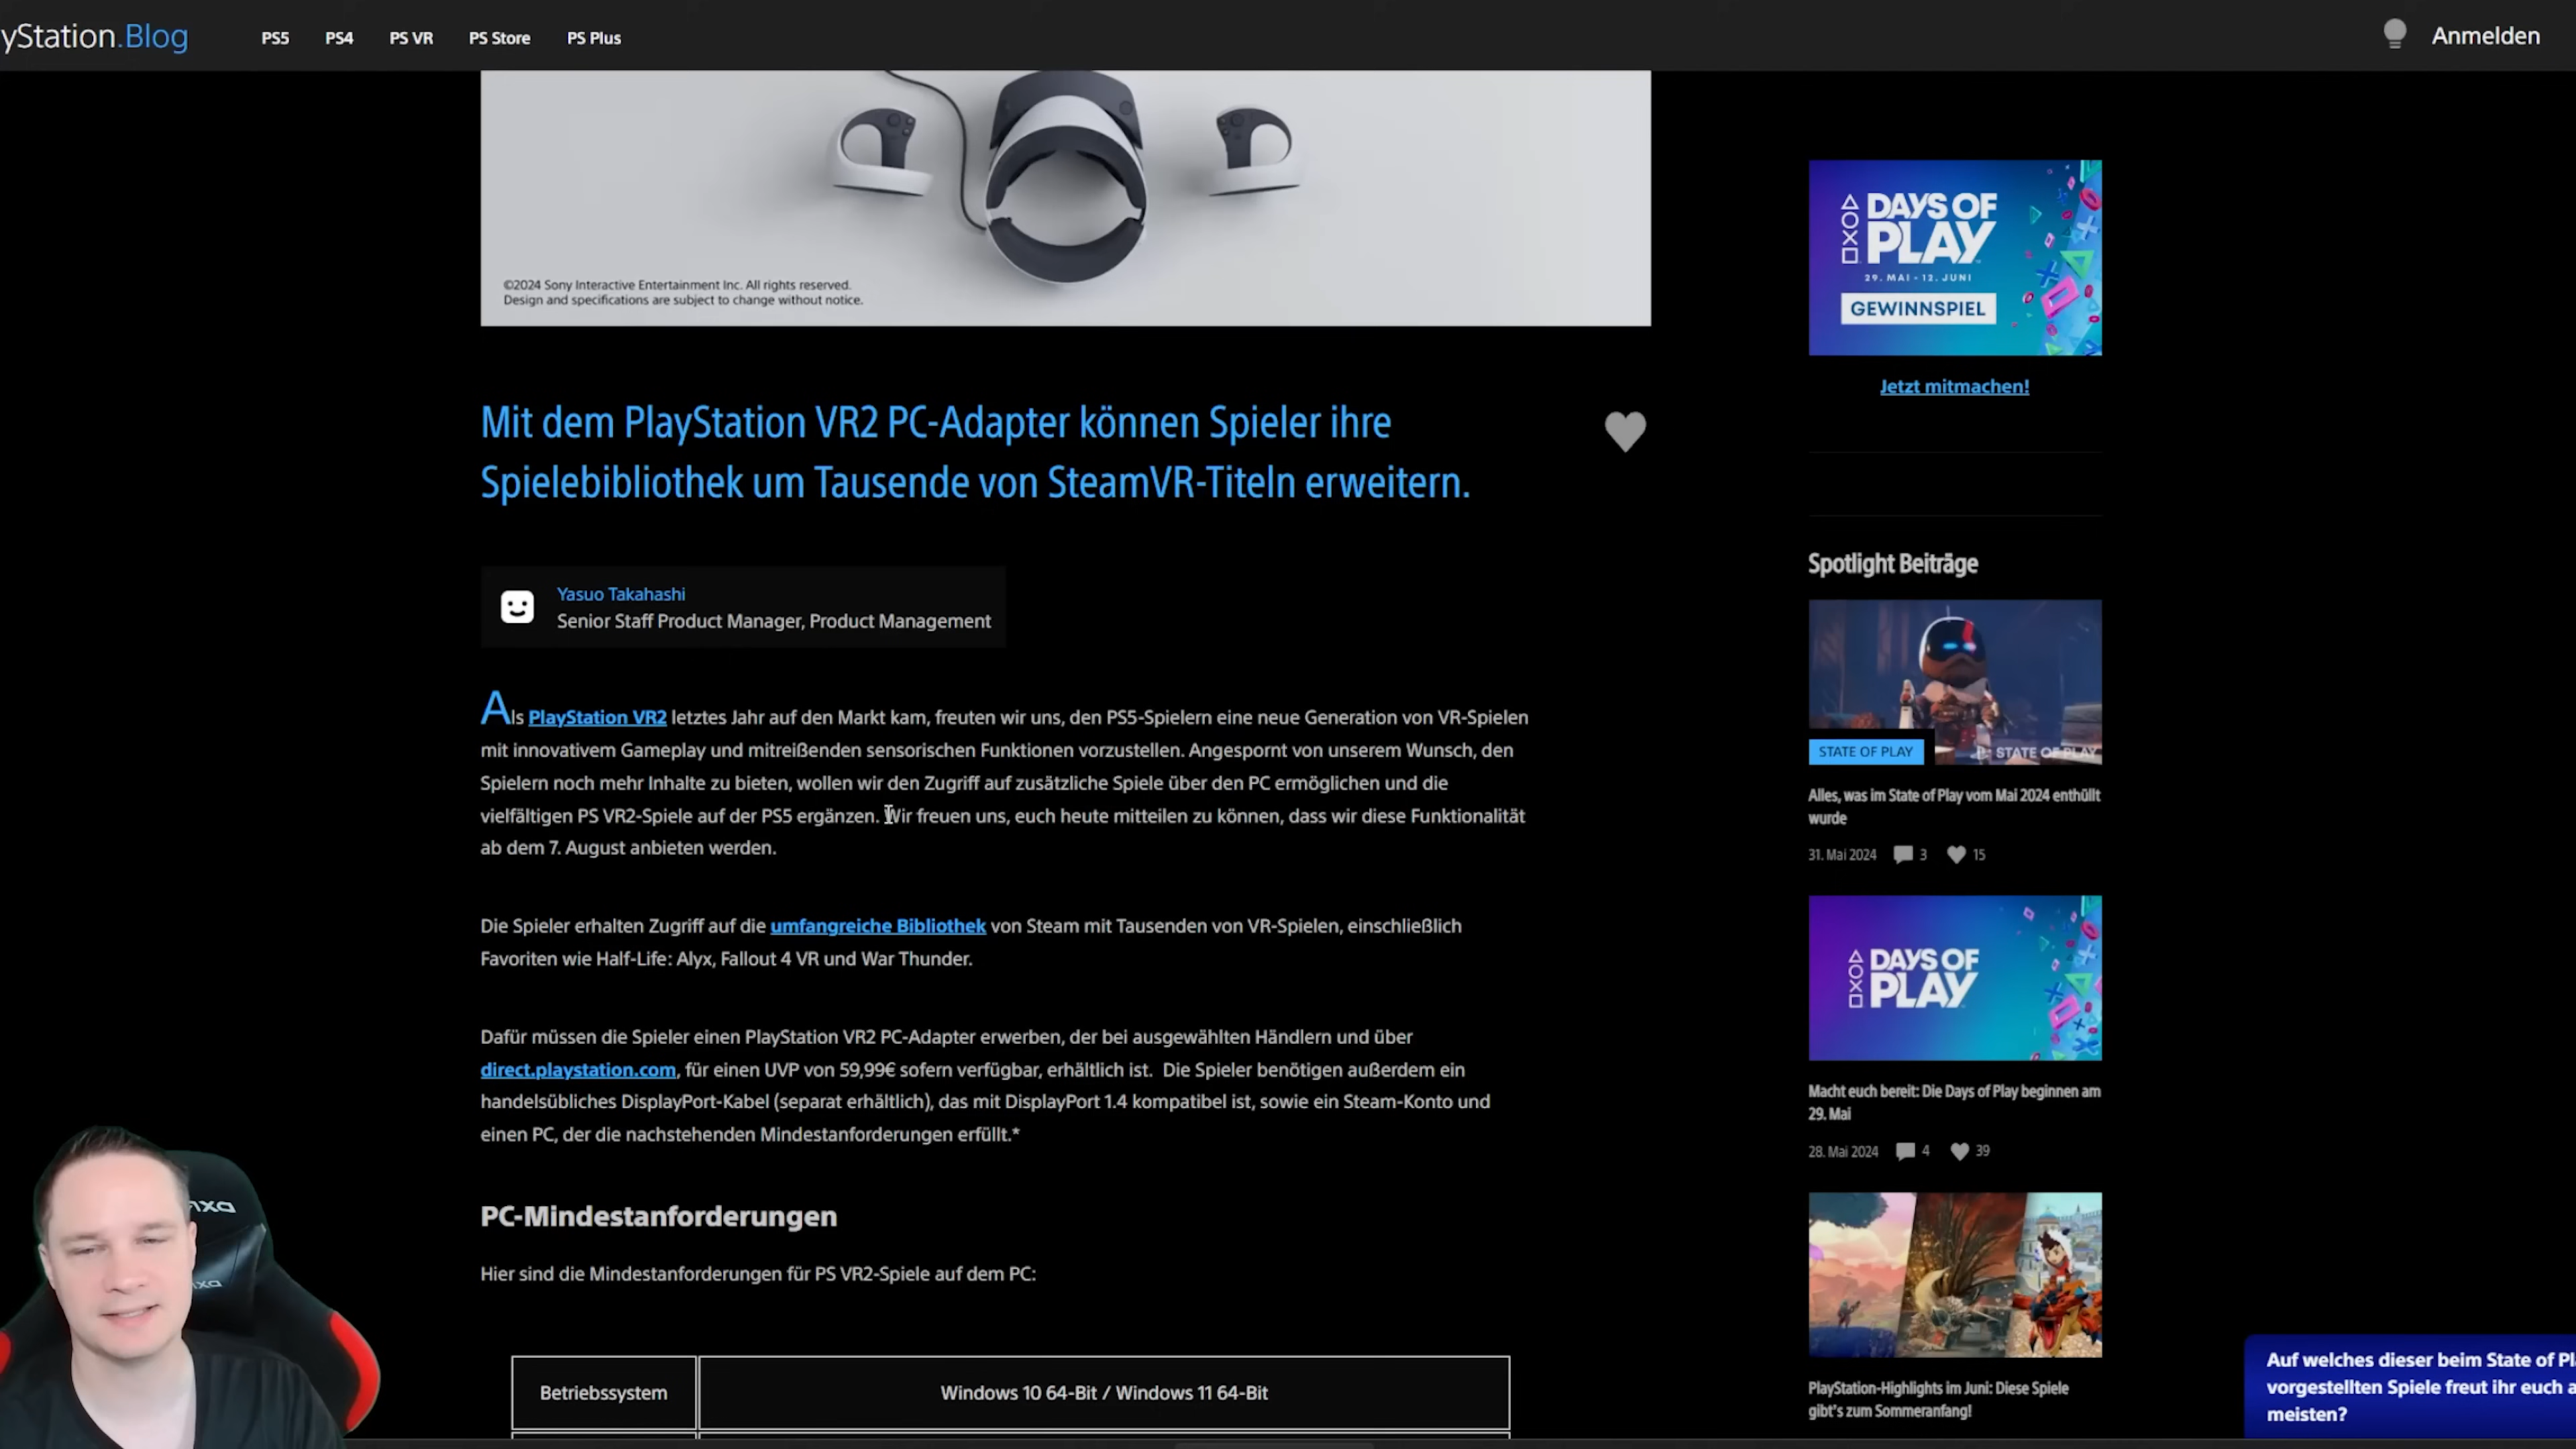 yStation.Blog
PS5
PS4
PS VR
PS Store
PS Plus
Anmelden
©2024 Sony Interactive Entertainment Inc. All rights reserved.
Design and specifications are subject to change without notice.
Mit dem PlayStation VR2 PC-Adapter können Spieler ihre
Spielebibliothek um Tausende von SteamVR-Titeln erweitern.
Yasuo Takahashi
Senior Staff Product Manager, Product Management
Als PlayStation VR2 letztes Jahr auf den Markt kam, freuten wir uns, den PS5-Spielern eine neue Generation von VR-Spielen
mit innovativem Gameplay und mitreißenden sensorischen Funktionen vorzustellen. Angespornt von unserem Wunsch, den
Spielern noch mehr Inhalte zu bieten, wollen wir den Zugriff auf zusätzliche Spiele über den PC ermöglichen und die
vielfältigen PS VR2-Spiele auf der PS5 ergänzen. Wir freuen uns, euch heute mitteilen zu können, dass wir diese Funktionalität
ab dem 7. August anbieten werden.
Die Spieler erhalten Zugriff auf die umfangreiche Bibliothek von Steam mit Tausenden von VR-Spielen, einschließlich
Favoriten wie Half-Life: Alyx, Fallout 4 VR und War Thunder.
Dafür müssen die Spieler einen PlayStation VR2 PC-Adapter erwerben, der bei ausgewählten Händlern und über
direct.playstation.com, für einen UVP von 59,99€ sofern verfügbar, erhältlich ist. Die Spieler benötigen außerdem ein
handelsübliches DisplayPort-Kabel (separat erhältlich), das mit DisplayPort 1.4 kompatibel ist, sowie ein Steam-Konto und
einen PC, der die nachstehenden Mindestanforderungen erfüllt.*
PC-Mindestanforderungen
Hier sind die Mindestanforderungen für PS VR2-Spiele auf dem PC:
Betriebssystem
Windows 10 64-Bit / Windows 11 64-Bit
DAYS OF
PLAY
29. MAI - 12. JUNI
GEWINNSPIEL
Jetzt mitmachen!
Spotlight Beiträge
STATE OF PLAY
STATE OF PLAY
Alles, was im State of Play vom Mai 2024 enthüllt
wurde
31. Mai 2024
3
15
DAYS OF
PLAY
Macht euch bereit: Die Days of Play beginnen am
29. Mai
28. Mai 2024
4
39
PlayStation-Highlights im Juni: Diese Spiele
gibt's zum Sommeranfang!
Auf welches dieser beim State of Pl
vorgestellten Spiele freut ihr euch a
meisten?